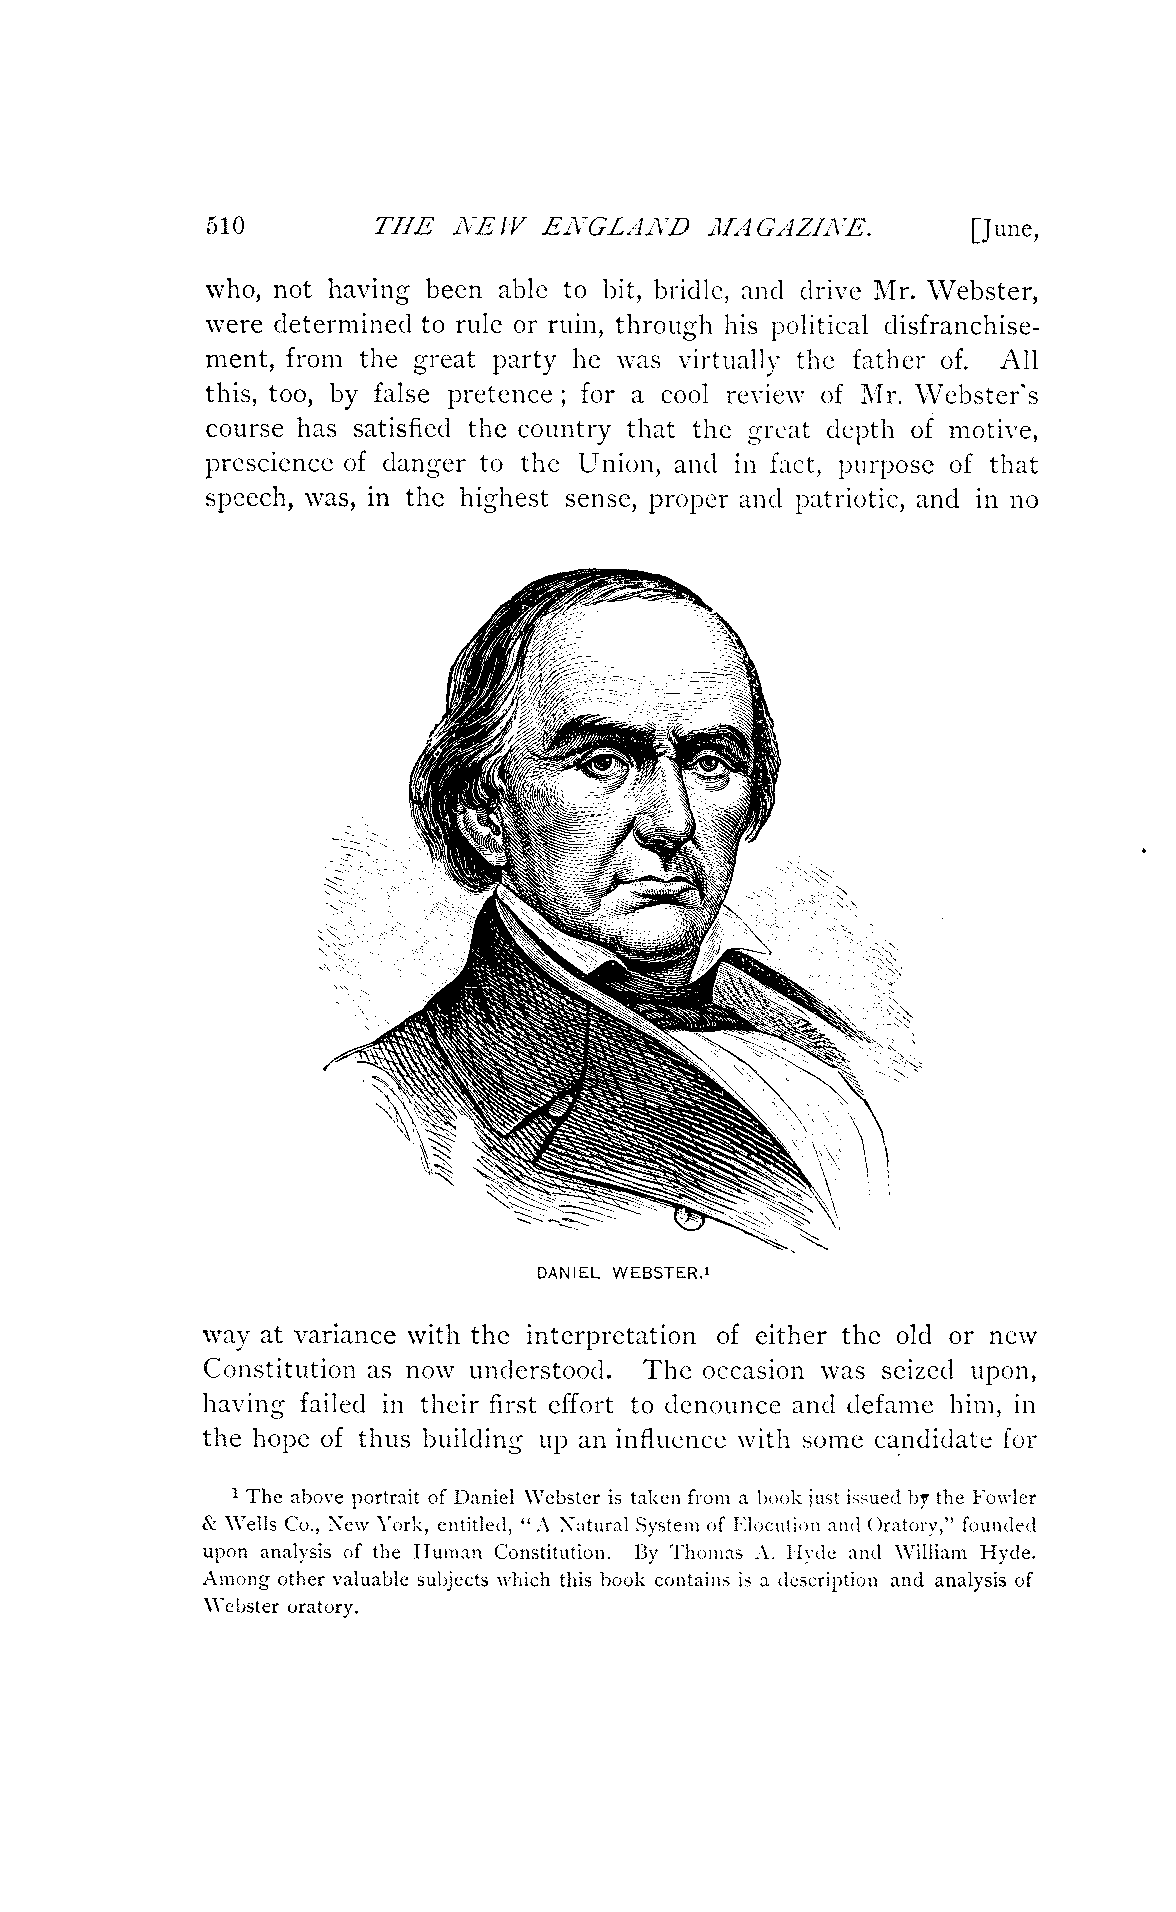 510 THE NEW ENGLAND MAGAZINE. [June,
who, not having been able to bit, bridle, and drive Mr. Webster,
were determined to rule or ruin, through his political disfranchise-
ment, from the great party he was virtually the father of. All
this, too, by false pretence; for a cool review of Mr. Webster's
course has satisfied the country that the great depth of motive,
prescience of danger to the Union, and in fact, purpose of that
speech, was, in the highest sense, proper and patriotic, and in no
DANIEL WEBSTER.¹
way at variance with the interpretation of either the old or new
Constitution as now understood. The occasion was seized upon,
having failed in their first effort to denounce and defame him, in
the hope of thus building up an influence with some candidate for
¹ The above portrait of Daniel Webster is taken from a book just issued by the Fowler
& Wells Co., New York, entitled, "A Natural System of Elocution and Oratory," founded
upon analysis of the Human Constitution. By Thomas A. Hyde and William Hyde.
Among other valuable subjects which this book contains is a description and analysis of
Webster oratory.